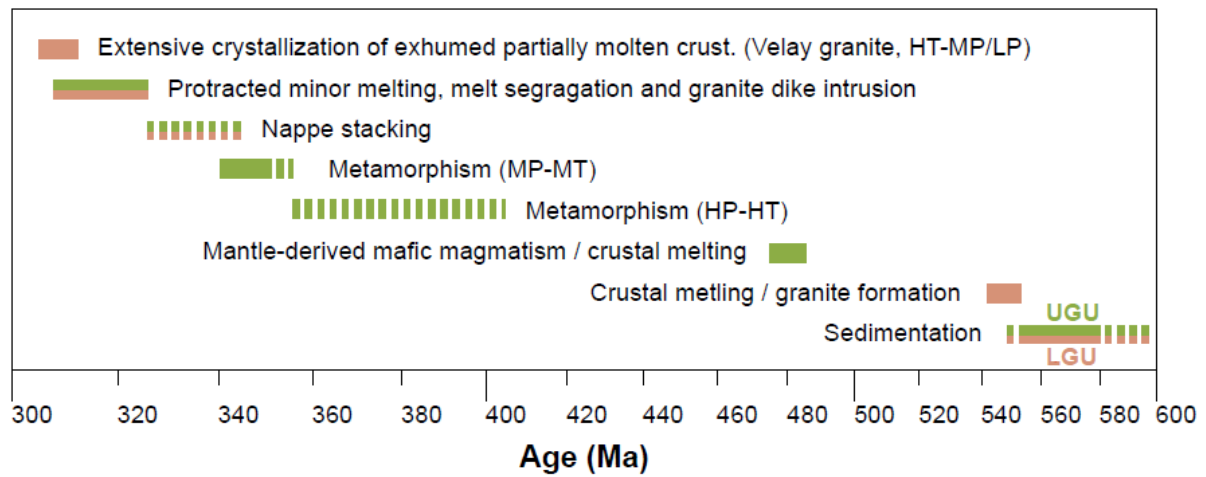 Extensive crystallization of exhumed partially molten crust. (Velay granite, HT-MP/LP)
Protracted minor melting, melt segragation and granite dike intrusion
Nappe stacking
Metamorphism (MP-MT)
Metamorphism (HP-HT)
Mantle-derived mafic magmatism / crustal melting
Crustal metling / granite formation
UGU
Sedimentation
LGU
300 320 340 360 380 400 420 440 460 480 500 520 540 560 580 600
Age (Ma)